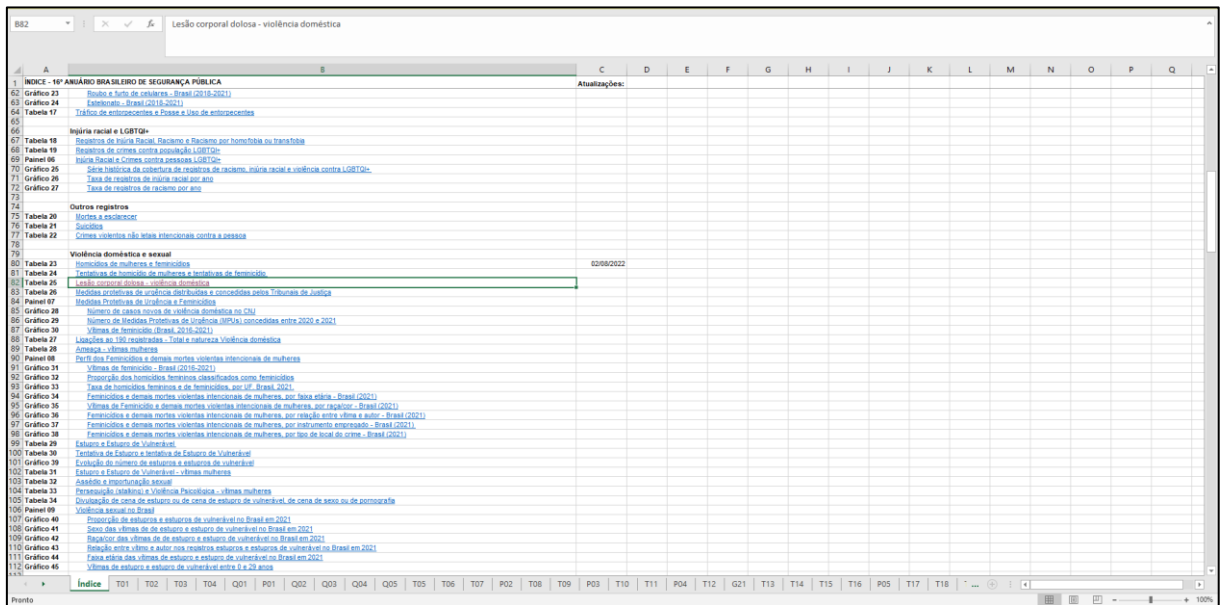 B82 fx Lesão corporal dolosa - violência doméstica
A B C D E F G H I J K L M N O P Q
1 ÍNDICE - 16º ANUÁRIO BRASILEIRO DE SEGURANÇA PÚBLICA Atualizações:
62 Gráfico 23 Roubo e furto de celulares - Brasil (2018-2021)
63 Gráfico 24 Estelionato - Brasil (2018-2021)
64 Tabela 17 Tráfico de entorpecentes e Posse e Uso de entorpecentes
65
66 Injúria racial e LGBTQI+
67 Tabela 18 Registros de Injúria Racial, Racismo e Racismo por homofobia ou transfobia
68 Tabela 19 Registros de crimes contra população LGBTQI+
69 Painel 06 Injúria Racial e Crimes contra pessoas LGBTQI+
70 Gráfico 25 Série histórica da cobertura de registros de racismo, injúria racial e violência contra LGBTQI+
71 Gráfico 26 Taxa de registros de injúria racial por ano
72 Gráfico 27 Taxa de registros de racismo por ano
73
74 Outros registros
75 Tabela 20 Mortes a esclarecer
76 Tabela 21 Suicídios
77 Tabela 22 Crimes violentos não letais intencionais contra a pessoa
78
79 Violência doméstica e sexual
80 Tabela 23 Homicídios de mulheres e feminicídios 02/08/2022
81 Tabela 24 Tentativas de homicídio de mulheres e tentativas de feminicídio
82 Tabela 25 Lesão corporal dolosa - violência doméstica
83 Tabela 26 Medidas protetivas de urgência distribuídas e concedidas pelos Tribunais de Justiça
84 Painel 07 Medidas Protetivas de Urgência e Feminicídios
85 Gráfico 28 Número de casos novos de violência doméstica no CNJ
86 Gráfico 29 Número de Medidas Protetivas de Urgência (MPUs) concedidas entre 2020 e 2021
87 Gráfico 30 Vítimas de feminicídio (Brasil, 2016-2021)
88 Tabela 27 Ligações ao 190 registradas - Total e natureza Violência doméstica
89 Tabela 28 Ameaça - vítimas mulheres
90 Painel 08 Perfil dos Feminicídios e demais mortes violentas intencionais de mulheres
91 Gráfico 31 Vítimas de feminicídio - Brasil (2016-2021)
92 Gráfico 32 Proporção dos homicídios femininos classificados como feminicídios
93 Gráfico 33 Taxa de homicídios femininos e de feminicídios, por UF. Brasil, 2021.
94 Gráfico 34 Feminicídios e demais mortes violentas intencionais de mulheres, por faixa etária - Brasil (2021)
95 Gráfico 35 Vítimas de Feminicídio e demais mortes violentas intencionais de mulheres, por raça/cor - Brasil (2021)
96 Gráfico 36 Feminicídios e demais mortes violentas intencionais de mulheres, por relação entre vítima e autor - Brasil (2021)
97 Gráfico 37 Feminicídios e demais mortes violentas intencionais de mulheres, por instrumento empregado - Brasil (2021)
98 Gráfico 38 Feminicídios e demais mortes violentas intencionais de mulheres, por tipo de local do crime - Brasil (2021)
99 Tabela 29 Estupro e Estupro de Vulnerável
100 Tabela 30 Tentativa de Estupro e tentativa de Estupro de Vulnerável
101 Gráfico 39 Evolução do número de estupros e estupros de vulnerável
102 Tabela 31 Estupro e Estupro de Vulnerável - vítimas mulheres
103 Tabela 32 Assédio e importunação sexual
104 Tabela 33 Perseguição (stalking) e Violência Psicológica - vítimas mulheres
105 Tabela 34 Divulgação de cena de estupro ou de cena de estupro de vulnerável, de cena de sexo ou de pornografia
106 Painel 09 Violência sexual no Brasil
107 Gráfico 40 Proporção de estupros e estupros de vulnerável no Brasil em 2021
108 Gráfico 41 Sexo das vítimas de de estupro e estupro de vulnerável no Brasil em 2021
109 Gráfico 42 Raça/cor das vítimas de de estupro e estupro de vulnerável no Brasil em 2021
110 Gráfico 43 Relação entre vítimo e autor nos registros estupros e estupros de vulnerável no Brasil em 2021
111 Gráfico 44 Faixa etária das vítimas de estupro e estupro de vulnerável no Brasil em 2021
112 Gráfico 45 Vítimas de estupro e estupro de vulnerável entre 0 e 29 anos
Índice T01 T02 T03 T04 Q01 P01 Q02 Q03 Q04 Q05 T05 T06 T07 P02 T08 T09 P03 T10 T11 P04 T12 G21 T13 T14 T15 T16 P05 T17 T18 ...
Pronto 100%